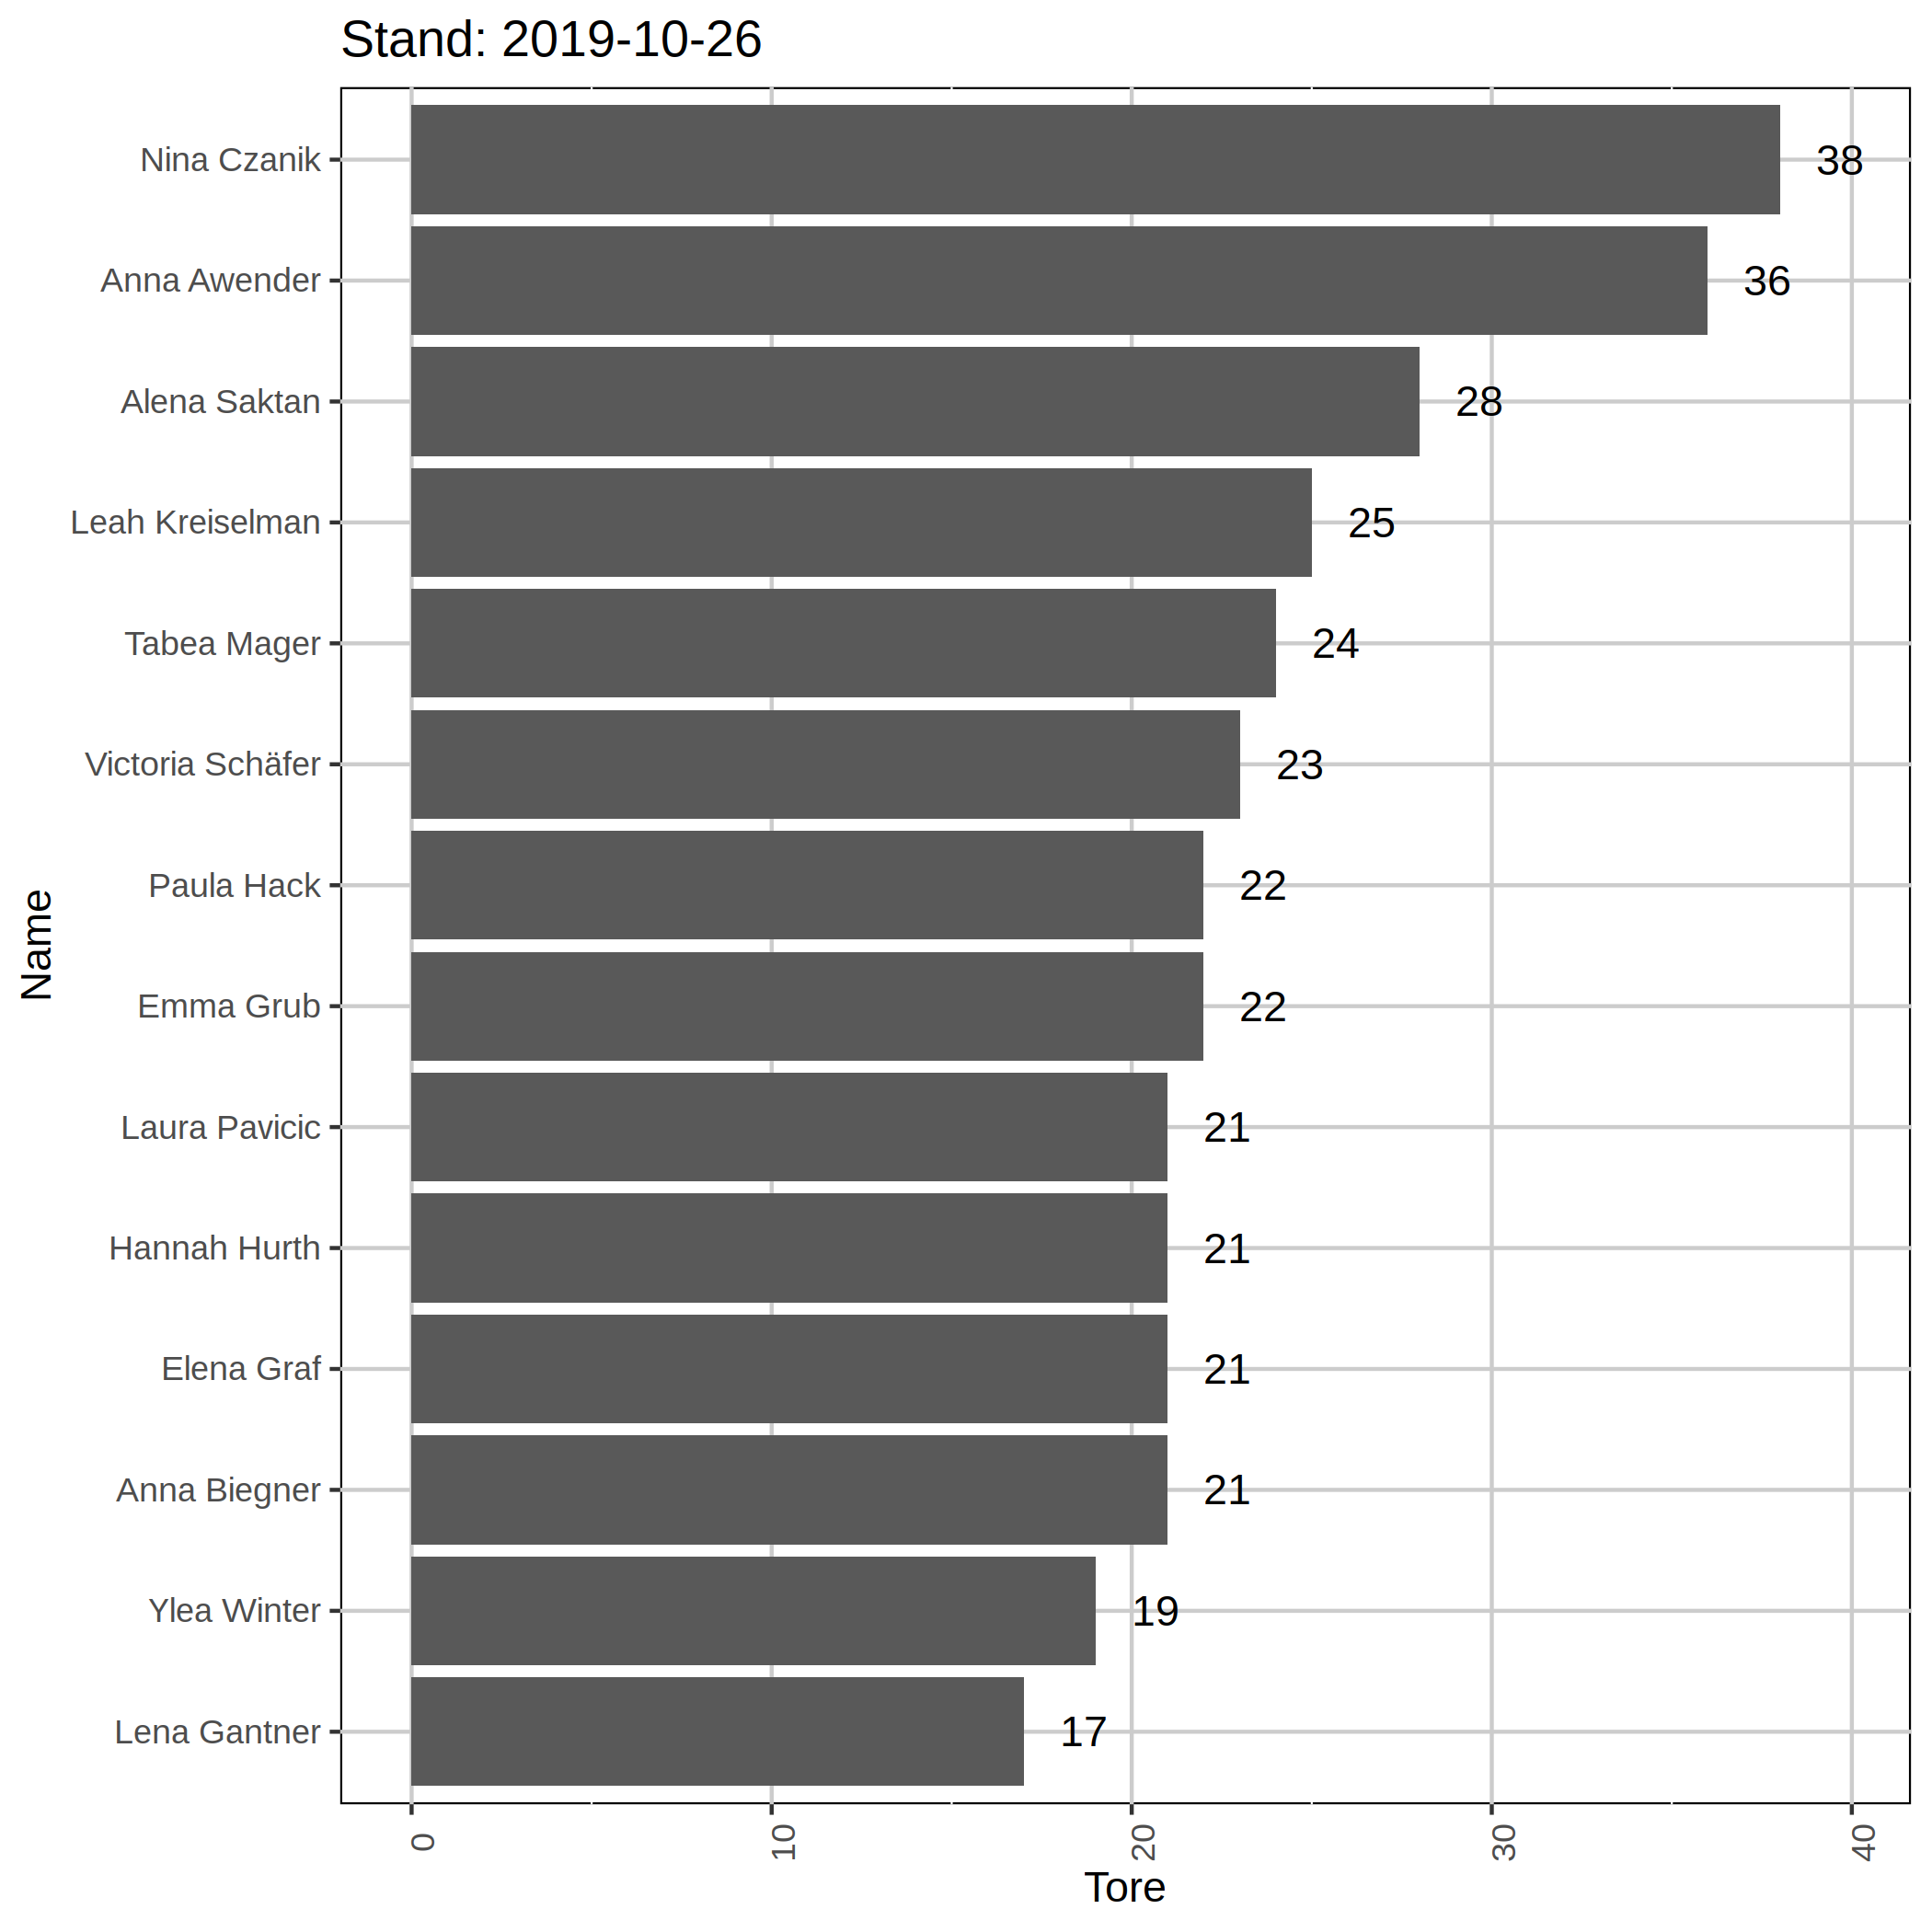 Stand: 2019-10-26
Nina Czanik 38
Anna Awender 36
Alena Saktan 28
Leah Kreiselman 25
Tabea Mager 24
Victoria Schäfer 23
Paula Hack 22
Emma Grub 22
Laura Pavicic 21
Hannah Hurth 21
Elena Graf 21
Anna Biegner 21
Ylea Winter 19
Lena Gantner 17
Name
0 10 20 30 40
Tore